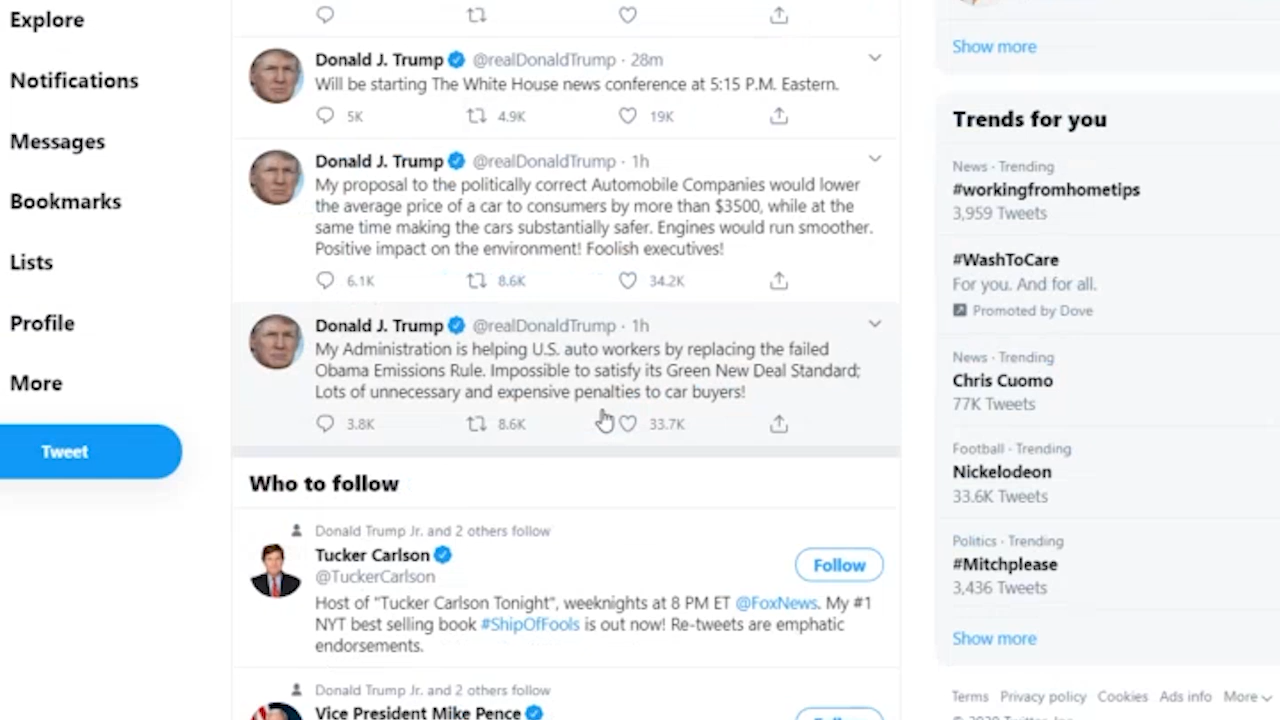 Explore
Notifications
Messages
Bookmarks
Lists
Profile
More
Tweet
Donald J. Trump @realDonaldTrump · 28m
Will be starting The White House news conference at 5:15 P.M. Eastern.
5K 4.9K 19K
Donald J. Trump @realDonaldTrump · 1h
My proposal to the politically correct Automobile Companies would lower
the average price of a car to consumers by more than $3500, while at the
same time making the cars substantially safer. Engines would run smoother.
Positive impact on the environment! Foolish executives!
6.1K 8.6K 34.2K
Donald J. Trump @realDonaldTrump · 1h
My Administration is helping U.S. auto workers by replacing the failed
Obama Emissions Rule. Impossible to satisfy its Green New Deal Standard;
Lots of unnecessary and expensive penalties to car buyers!
3.8K 8.6K 33.7K
Who to follow
Donald Trump Jr. and 2 others follow
Tucker Carlson
@TuckerCarlson
Follow
Host of "Tucker Carlson Tonight", weeknights at 8 PM ET @FoxNews. My #1
NYT best selling book #ShipOfFools is out now! Re-tweets are emphatic
endorsements.
Donald Trump Jr. and 2 others follow
Vice President Mike Pence
Show more
Trends for you
News · Trending
#workingfromhometips
3,959 Tweets
#WashToCare
For you. And for all.
Promoted by Dove
News · Trending
Chris Cuomo
77K Tweets
Football · Trending
Nickelodeon
33.6K Tweets
Politics · Trending
#Mitchplease
3,436 Tweets
Show more
Terms Privacy policy Cookies Ads info More